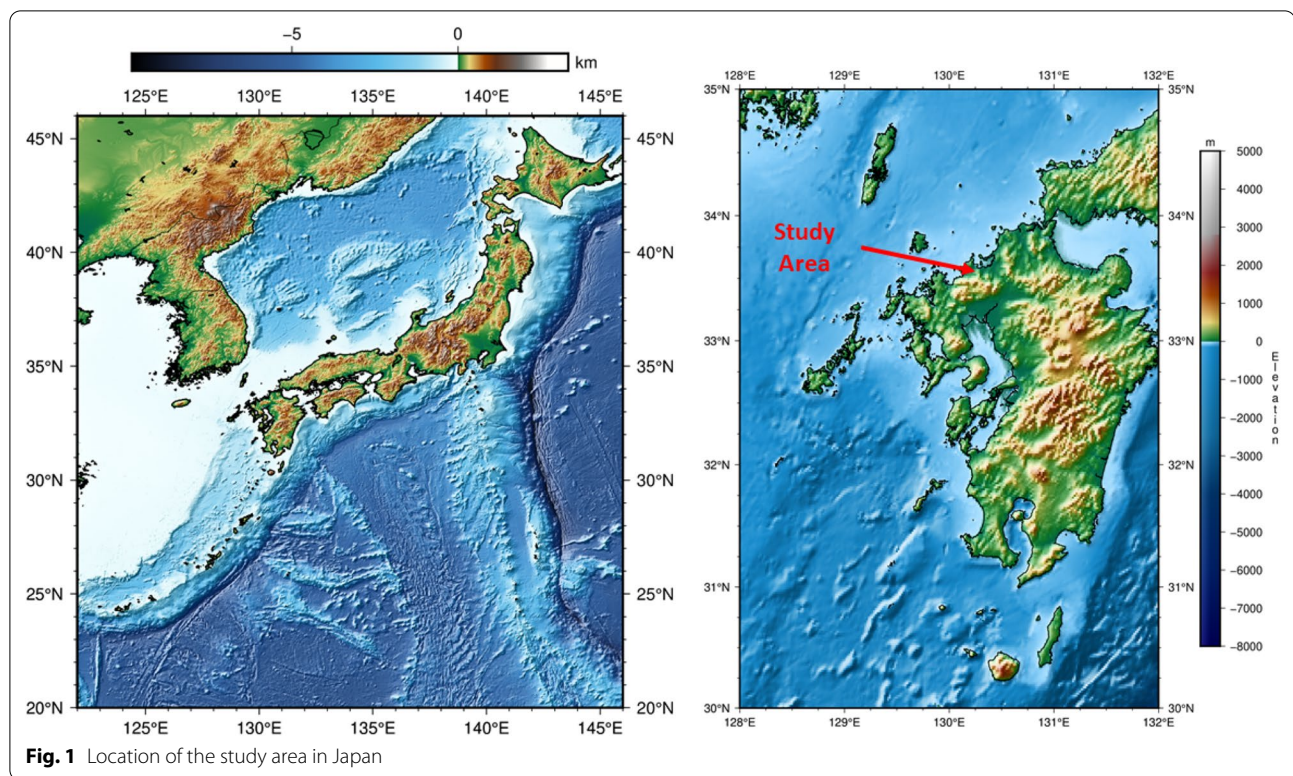 −5 0
km
125˚E 130˚E 135˚E 140˚E 145˚E
45˚N 45˚N
40˚N 40˚N
35˚N 35˚N
30˚N 30˚N
25˚N 25˚N
20˚N 20˚N
125˚E 130˚E 135˚E 140˚E 145˚E
128˚E 129˚E 130˚E 131˚E 132˚E
35˚N 35˚N
34˚N 34˚N
33˚N 33˚N
32˚N 32˚N
31˚N 31˚N
30˚N 30˚N
128˚E 129˚E 130˚E 131˚E 132˚E
Study
Area
m
5000
4000
3000
2000
1000
0
−1000
−2000
−3000
−4000
−5000
−6000
−7000
−8000
Elevation
Fig. 1 Location of the study area in Japan